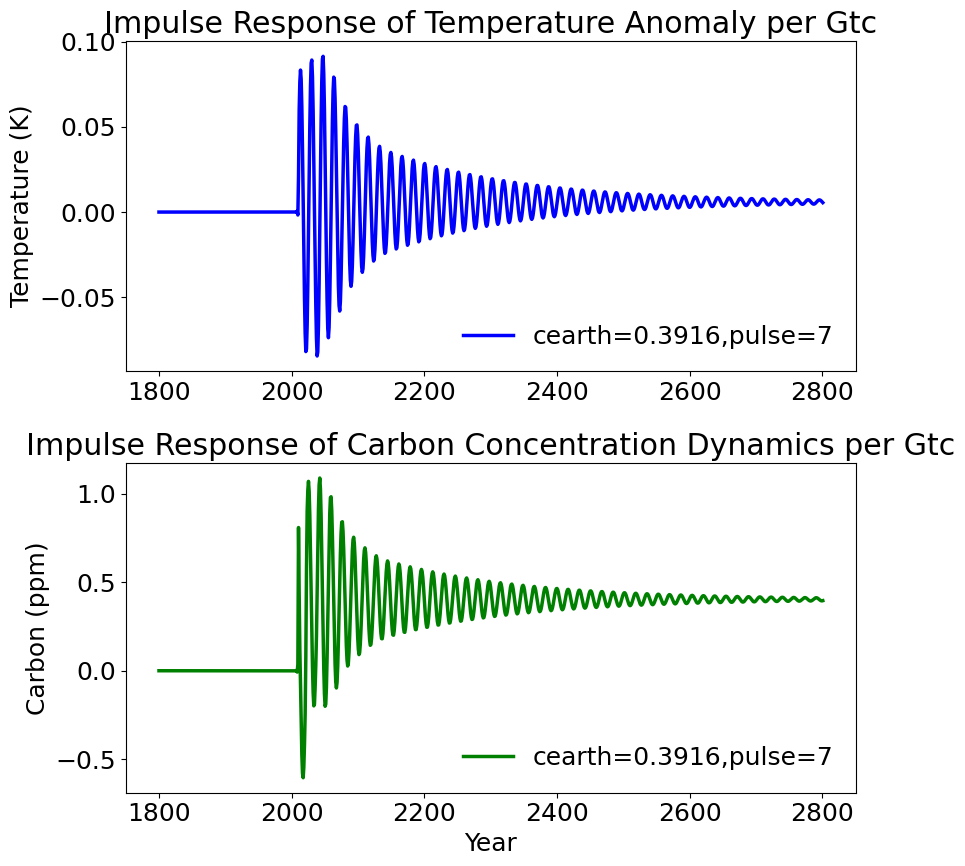 Impulse Response of Temperature Anomaly per Gtc
0.10
0.05
0.00
−0.05
Temperature (K)
cearth=0.3916,pulse=7
1800 2000 2200 2400 2600 2800
Impulse Response of Carbon Concentration Dynamics per Gtc
1.0
0.5
0.0
−0.5
Carbon (ppm)
cearth=0.3916,pulse=7
1800 2000 2200 2400 2600 2800
Year